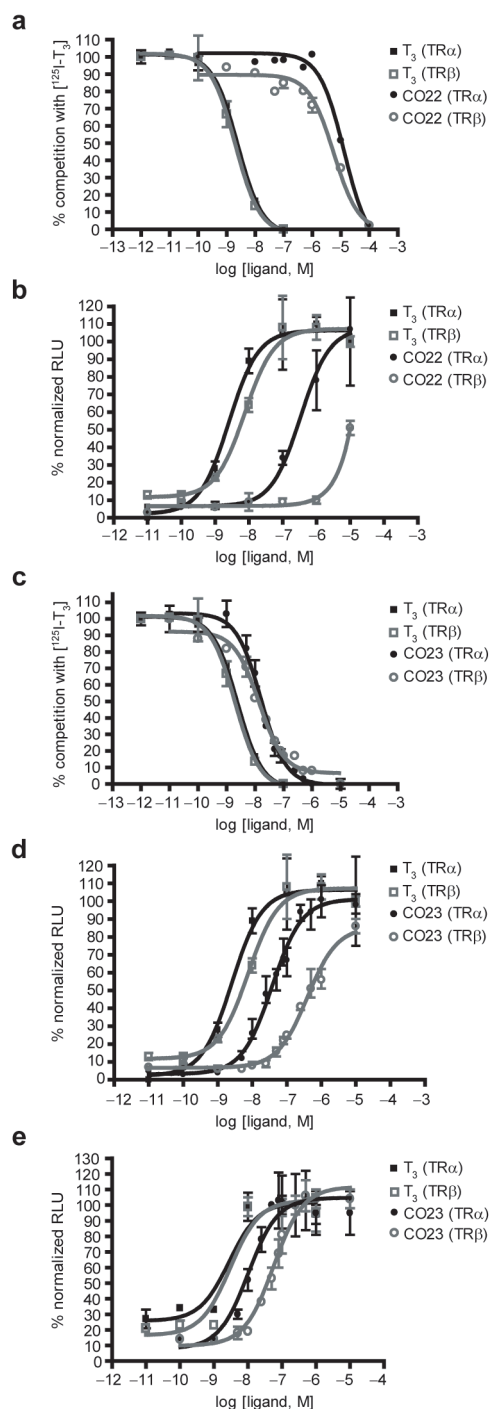 a
% competition with [¹²⁵I-T₃]
110
100
90
80
70
60
50
40
30
20
10
0
−13 −12 −11 −10 −9 −8 −7 −6 −5 −4 −3
log [ligand, M]
T₃ (TRα)
T₃ (TRβ)
CO22 (TRα)
CO22 (TRβ)
b
% normalized RLU
120
110
100
90
80
70
60
50
40
30
20
10
0
−12 −11 −10 −9 −8 −7 −6 −5 −4 −3
log [ligand, M]
T₃ (TRα)
T₃ (TRβ)
CO22 (TRα)
CO22 (TRβ)
c
% competition with [¹²⁵I-T₃]
110
100
90
80
70
60
50
40
30
20
10
0
−13 −12 −11 −10 −9 −8 −7 −6 −5 −4 −3
log [ligand, M]
T₃ (TRα)
T₃ (TRβ)
CO23 (TRα)
CO23 (TRβ)
d
% normalized RLU
120
110
100
90
80
70
60
50
40
30
20
10
0
−12 −11 −10 −9 −8 −7 −6 −5 −4 −3
log [ligand, M]
T₃ (TRα)
T₃ (TRβ)
CO23 (TRα)
CO23 (TRβ)
e
% normalized RLU
130
120
110
100
90
80
70
60
50
40
30
20
10
0
−12 −11 −10 −9 −8 −7 −6 −5 −4
log [ligand, M]
T₃ (TRα)
T₃ (TRβ)
CO23 (TRα)
CO23 (TRβ)